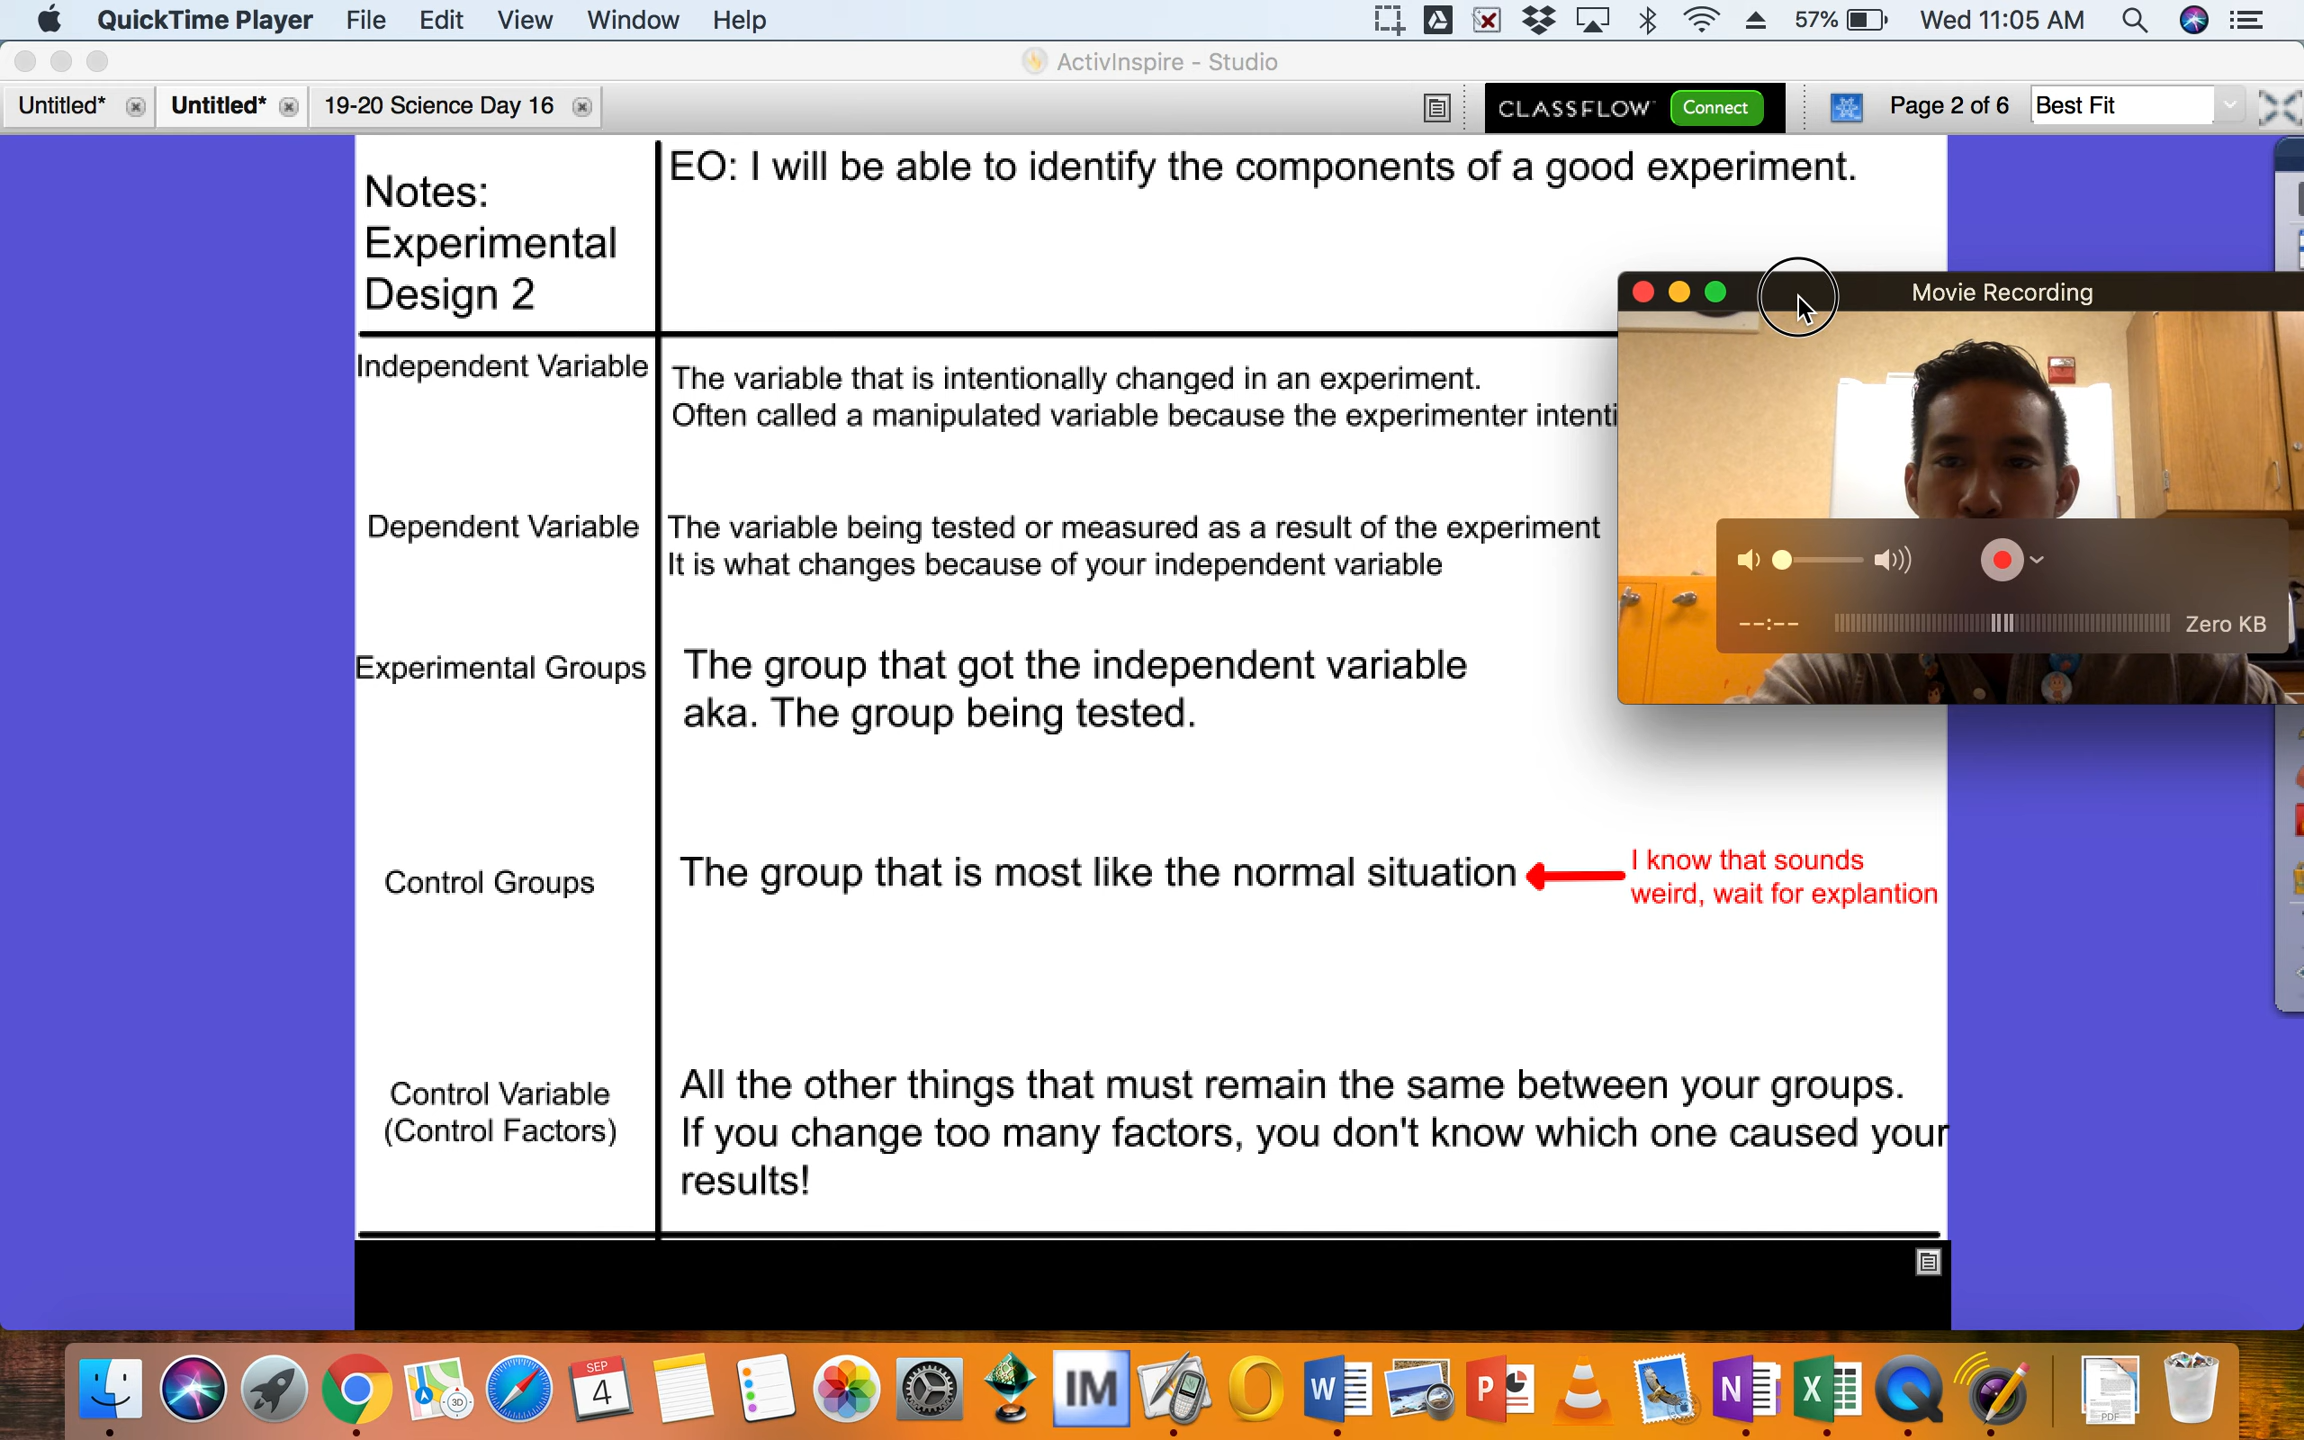 QuickTime Player File Edit View Window Help 57% Wed 11:05 AM
ActivInspire - Studio
Untitled* Untitled* 19-20 Science Day 16 CLASSFLOW Connect Page 2 of 6 Best Fit
Notes:
Experimental
Design 2
EO: I will be able to identify the components of a good experiment.
Movie Recording
--:-- Zero KB
Independent Variable
The variable that is intentionally changed in an experiment.
Often called a manipulated variable because the experimenter intenti
Dependent Variable
The variable being tested or measured as a result of the experiment
It is what changes because of your independent variable
Experimental Groups
The group that got the independent variable
aka. The group being tested.
Control Groups
The group that is most like the normal situation
I know that sounds
weird, wait for explantion
Control Variable
(Control Factors)
All the other things that must remain the same between your groups.
If you change too many factors, you don't know which one caused your
results!
3D SEP 4 IM W P N X PDF